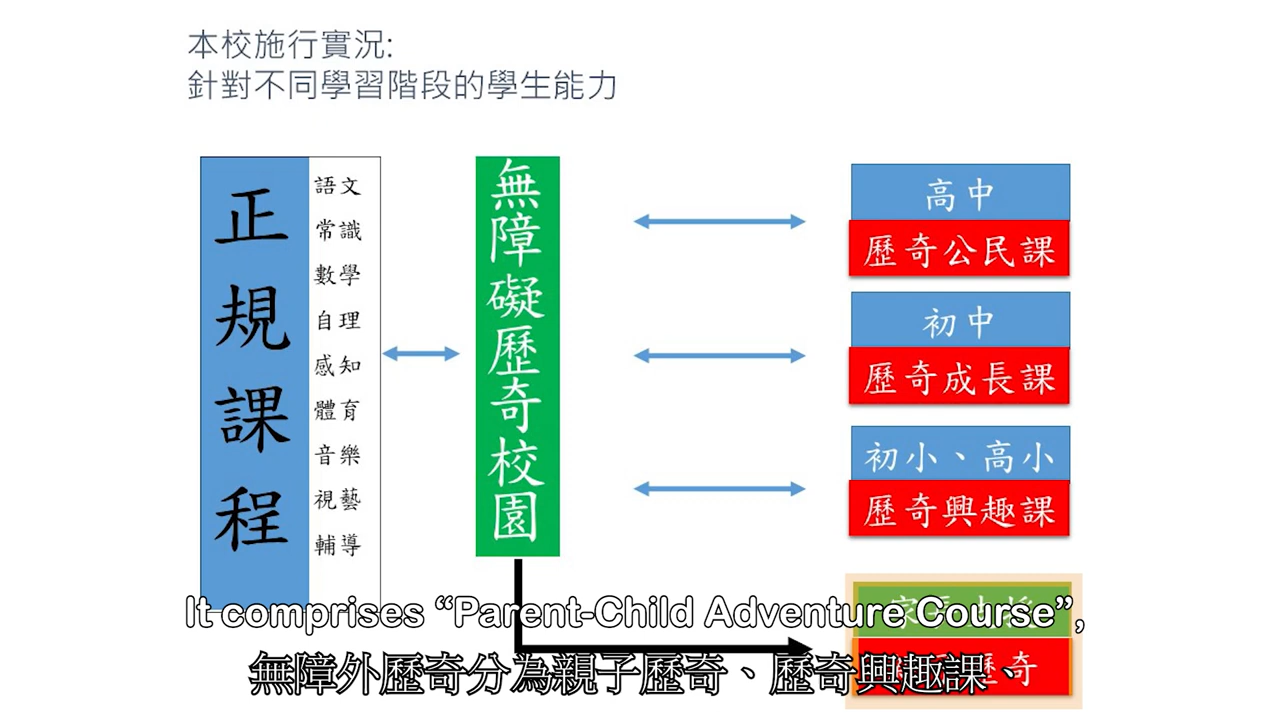 本校施行實況:
針對不同學習階段的學生能力
正規課程
語文
常識
數學
自理
感知
體育
音樂
視藝
輔導
無障礙歷奇校園
高中
歷奇公民課
初中
歷奇成長課
初小、高小
歷奇興趣課
歷奇
It comprises “Parent-Child Adventure Course”,
無障外歷奇分為親子歷奇、歷奇興趣課、